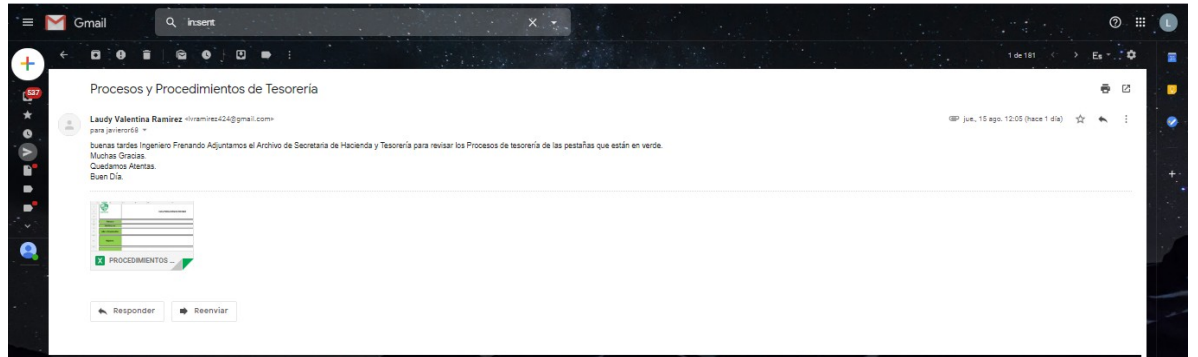 Gmail
in:sent
1 de 181
Es
537
L
Procesos y Procedimientos de Tesorería
Laudy Valentina Ramirez <lvramirez424@gmail.com>
jue., 15 ago. 12:05 (hace 1 día)
para javieror68
buenas tardes Ingeniero Frenando Adjuntamos el Archivo de Secretaria de Hacienda y Tesorería para revisar los Procesos de tesorería de las pestañas que están en verde.
Muchas Gracias.
Quedamos Atentas.
Buen Día.
X PROCEDIMIENTOS ...
Responder
Reenviar